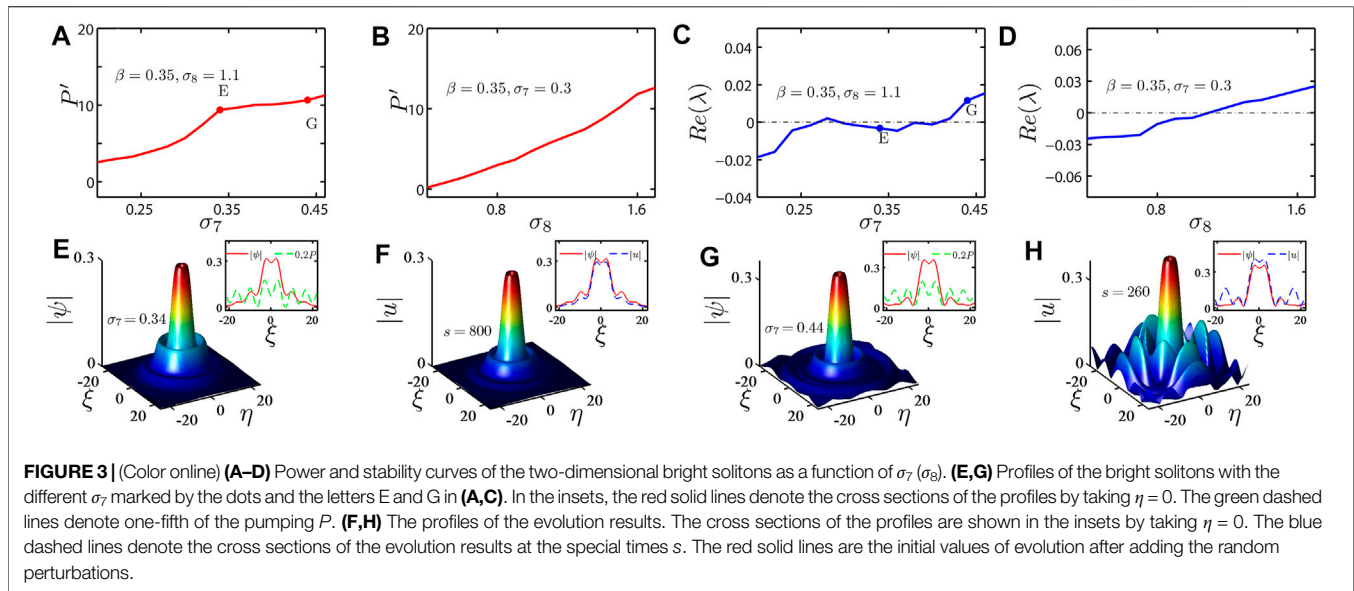 A
20
10
0
P′
β = 0.35, σ₈ = 1.1
E
G
0.25
0.35
0.45
σ₇
B
20
10
0
P′
β = 0.35, σ₇ = 0.3
0.8
1.6
σ₈
C
0.04
0.02
0
−0.02
−0.04
Re(λ)
β = 0.35, σ₈ = 1.1
E
G
0.25
0.35
0.45
σ₇
D
0.06
0.03
0
−0.03
−0.06
Re(λ)
β = 0.35, σ₇ = 0.3
0.8
1.6
σ₈
E
0.3
0
|ψ|
σ₇ = 0.34
-20
0
20
ξ
-20
0
20
η
|ψ|
0.2P
0.3
0
-20
0
20
ξ
F
0.3
0
|u|
s = 800
-20
0
20
ξ
-20
0
20
η
|ψ|
|u|
0.3
0
-20
0
20
ξ
G
0.3
0
|ψ|
σ₇ = 0.44
-20
0
20
ξ
-20
0
20
η
|ψ|
0.2P
0.3
0
-20
0
20
ξ
H
0.3
0
|u|
s = 260
-20
0
20
ξ
-20
0
20
η
|ψ|
|u|
0.3
0
-20
0
20
ξ
FIGURE 3 | (Color online) (A–D) Power and stability curves of the two-dimensional bright solitons as a function of σ₇ (σ₈). (E,G) Profiles of the bright solitons with the
different σ₇ marked by the dots and the letters E and G in (A,C). In the insets, the red solid lines denote the cross sections of the profiles by taking η = 0. The green dashed
lines denote one-fifth of the pumping P. (F,H) The profiles of the evolution results. The cross sections of the profiles are shown in the insets by taking η = 0. The blue
dashed lines denote the cross sections of the evolution results at the special times s. The red solid lines are the initial values of evolution after adding the random
perturbations.